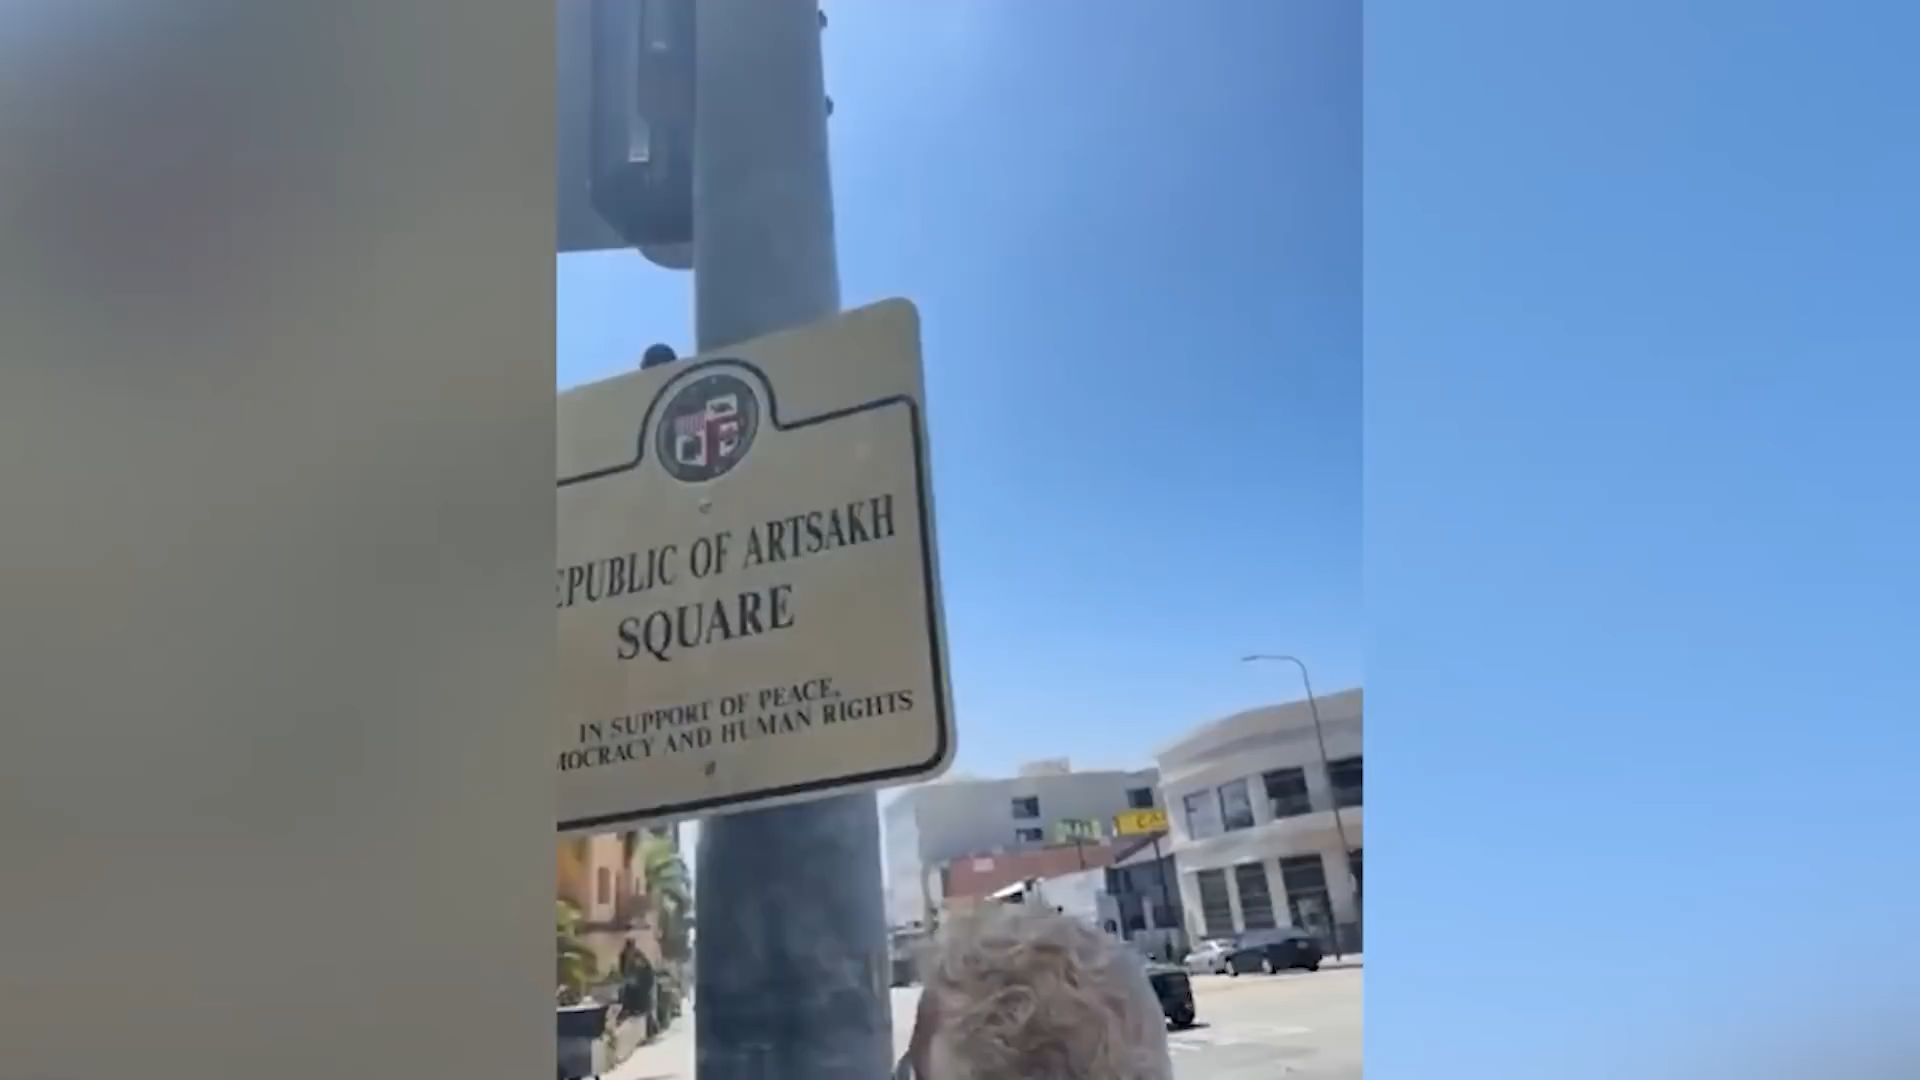 EPUBLIC OF ARTSAKH
SQUARE
IN SUPPORT OF PEACE,
MOCRACY AND HUMAN RIGHTS